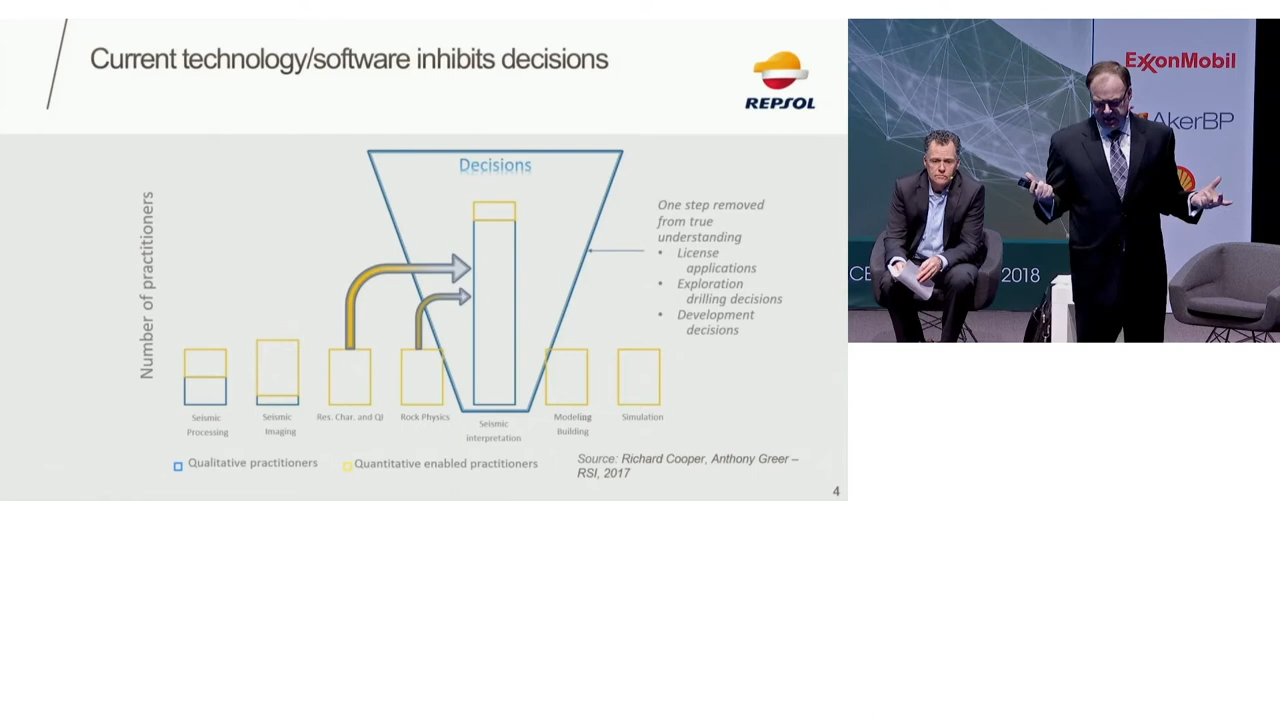 Current technology/software inhibits decisions
REPSOL
Decisions
Number of practitioners
One step removed
from true
understanding
• License
applications
• Exploration
drilling decisions
• Development
decisions
Seismic
Processing
Seismic
Imaging
Res. Char. and QI
Rock Physics
Seismic
interpretation
Modeling
Building
Simulation
Qualitative practitioners
Quantitative enabled practitioners
Source: Richard Cooper, Anthony Greer –
RSI, 2017
4
ExxonMobil
AkerBP
CE
2018